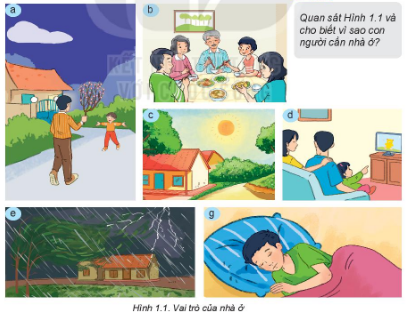 a
b
Quan sát Hình 1.1 và
cho biết vì sao con
người cần nhà ở?
c
d
e
g
Hình 1.1. Vai trò của nhà ở